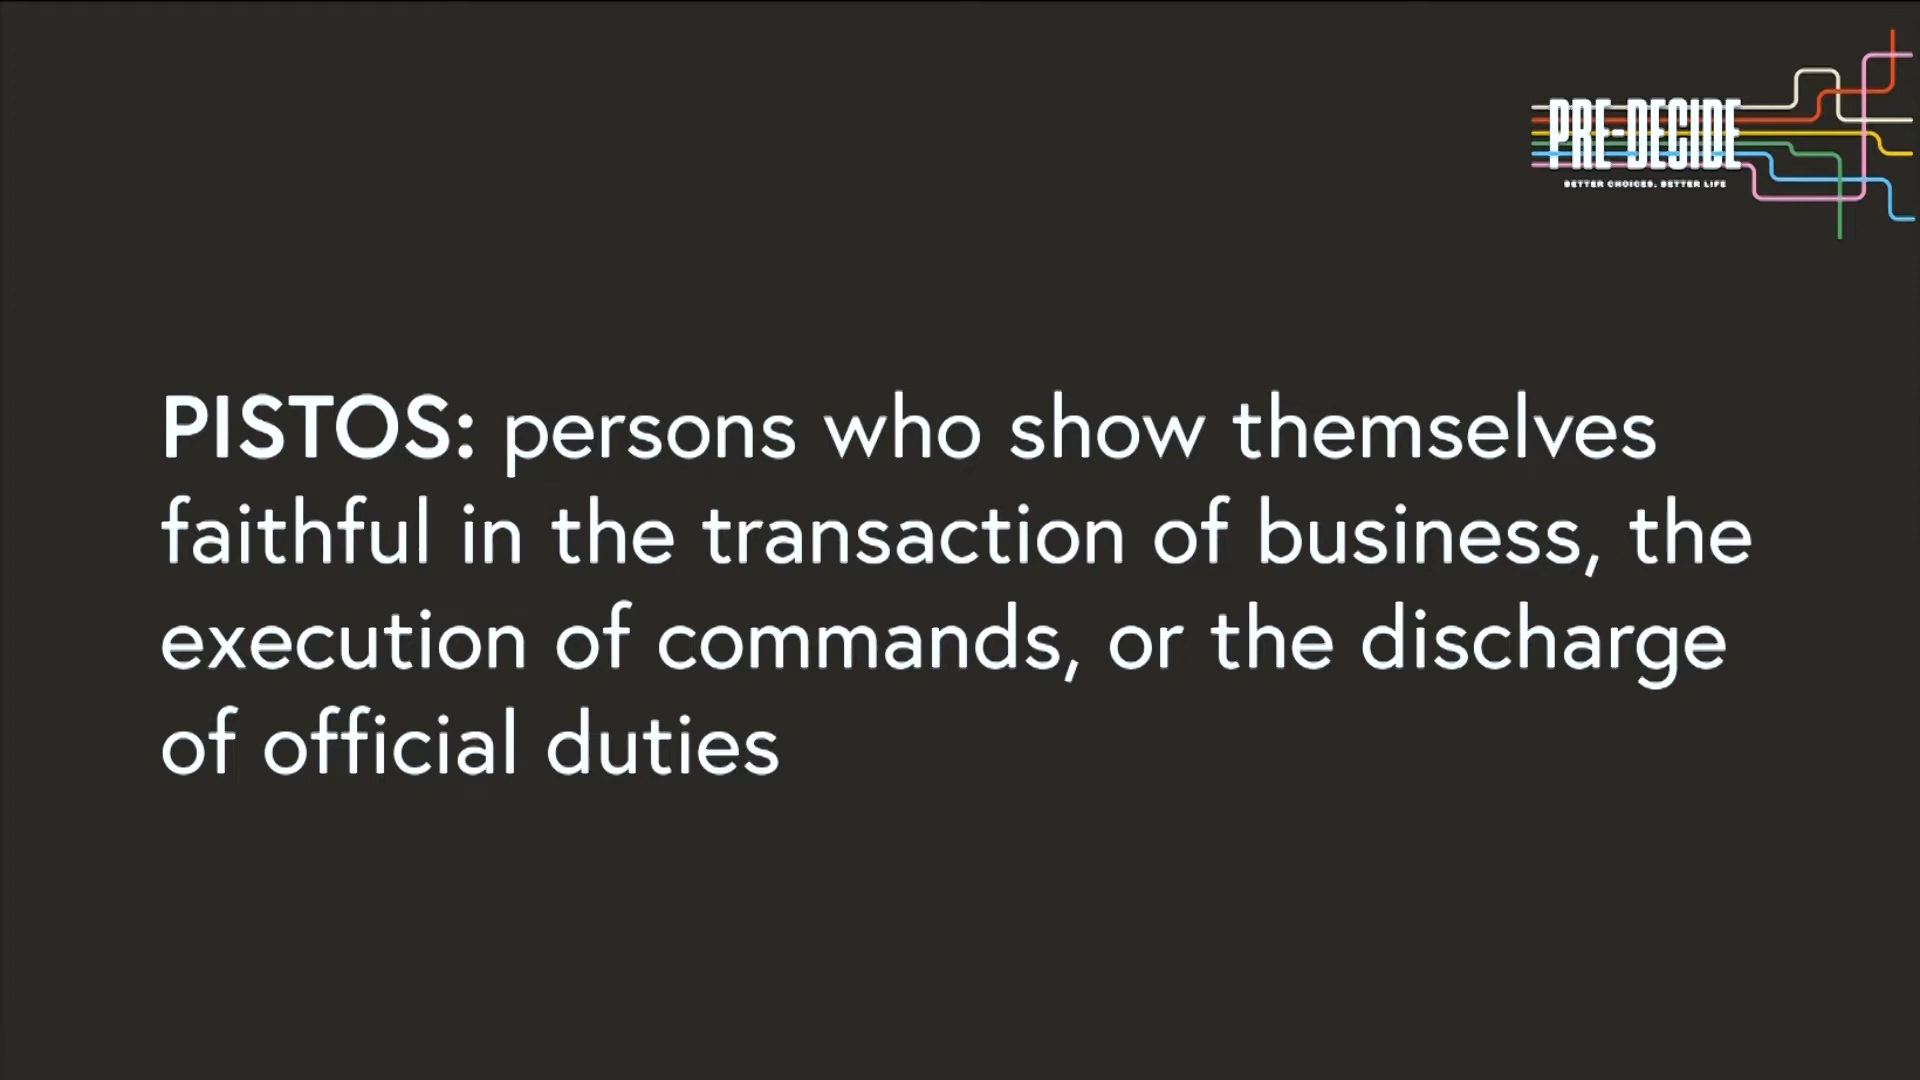 PRE-DECIDE
BETTER CHOICES. BETTER LIFE
PISTOS: persons who show themselves
faithful in the transaction of business, the
execution of commands, or the discharge
of official duties